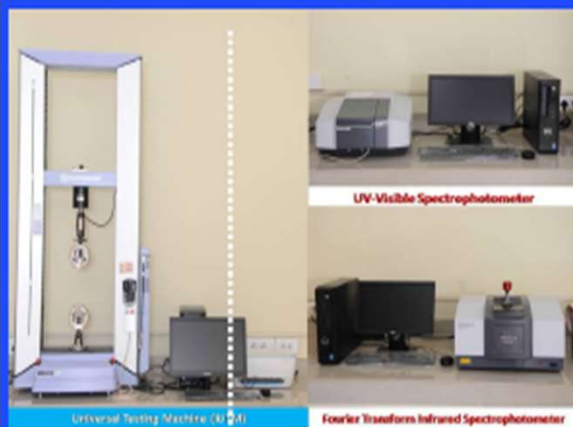 UV-Visible Spectrophotometer
Universal Testing Machine
Fourier Transform Infrared Spectrophotometer